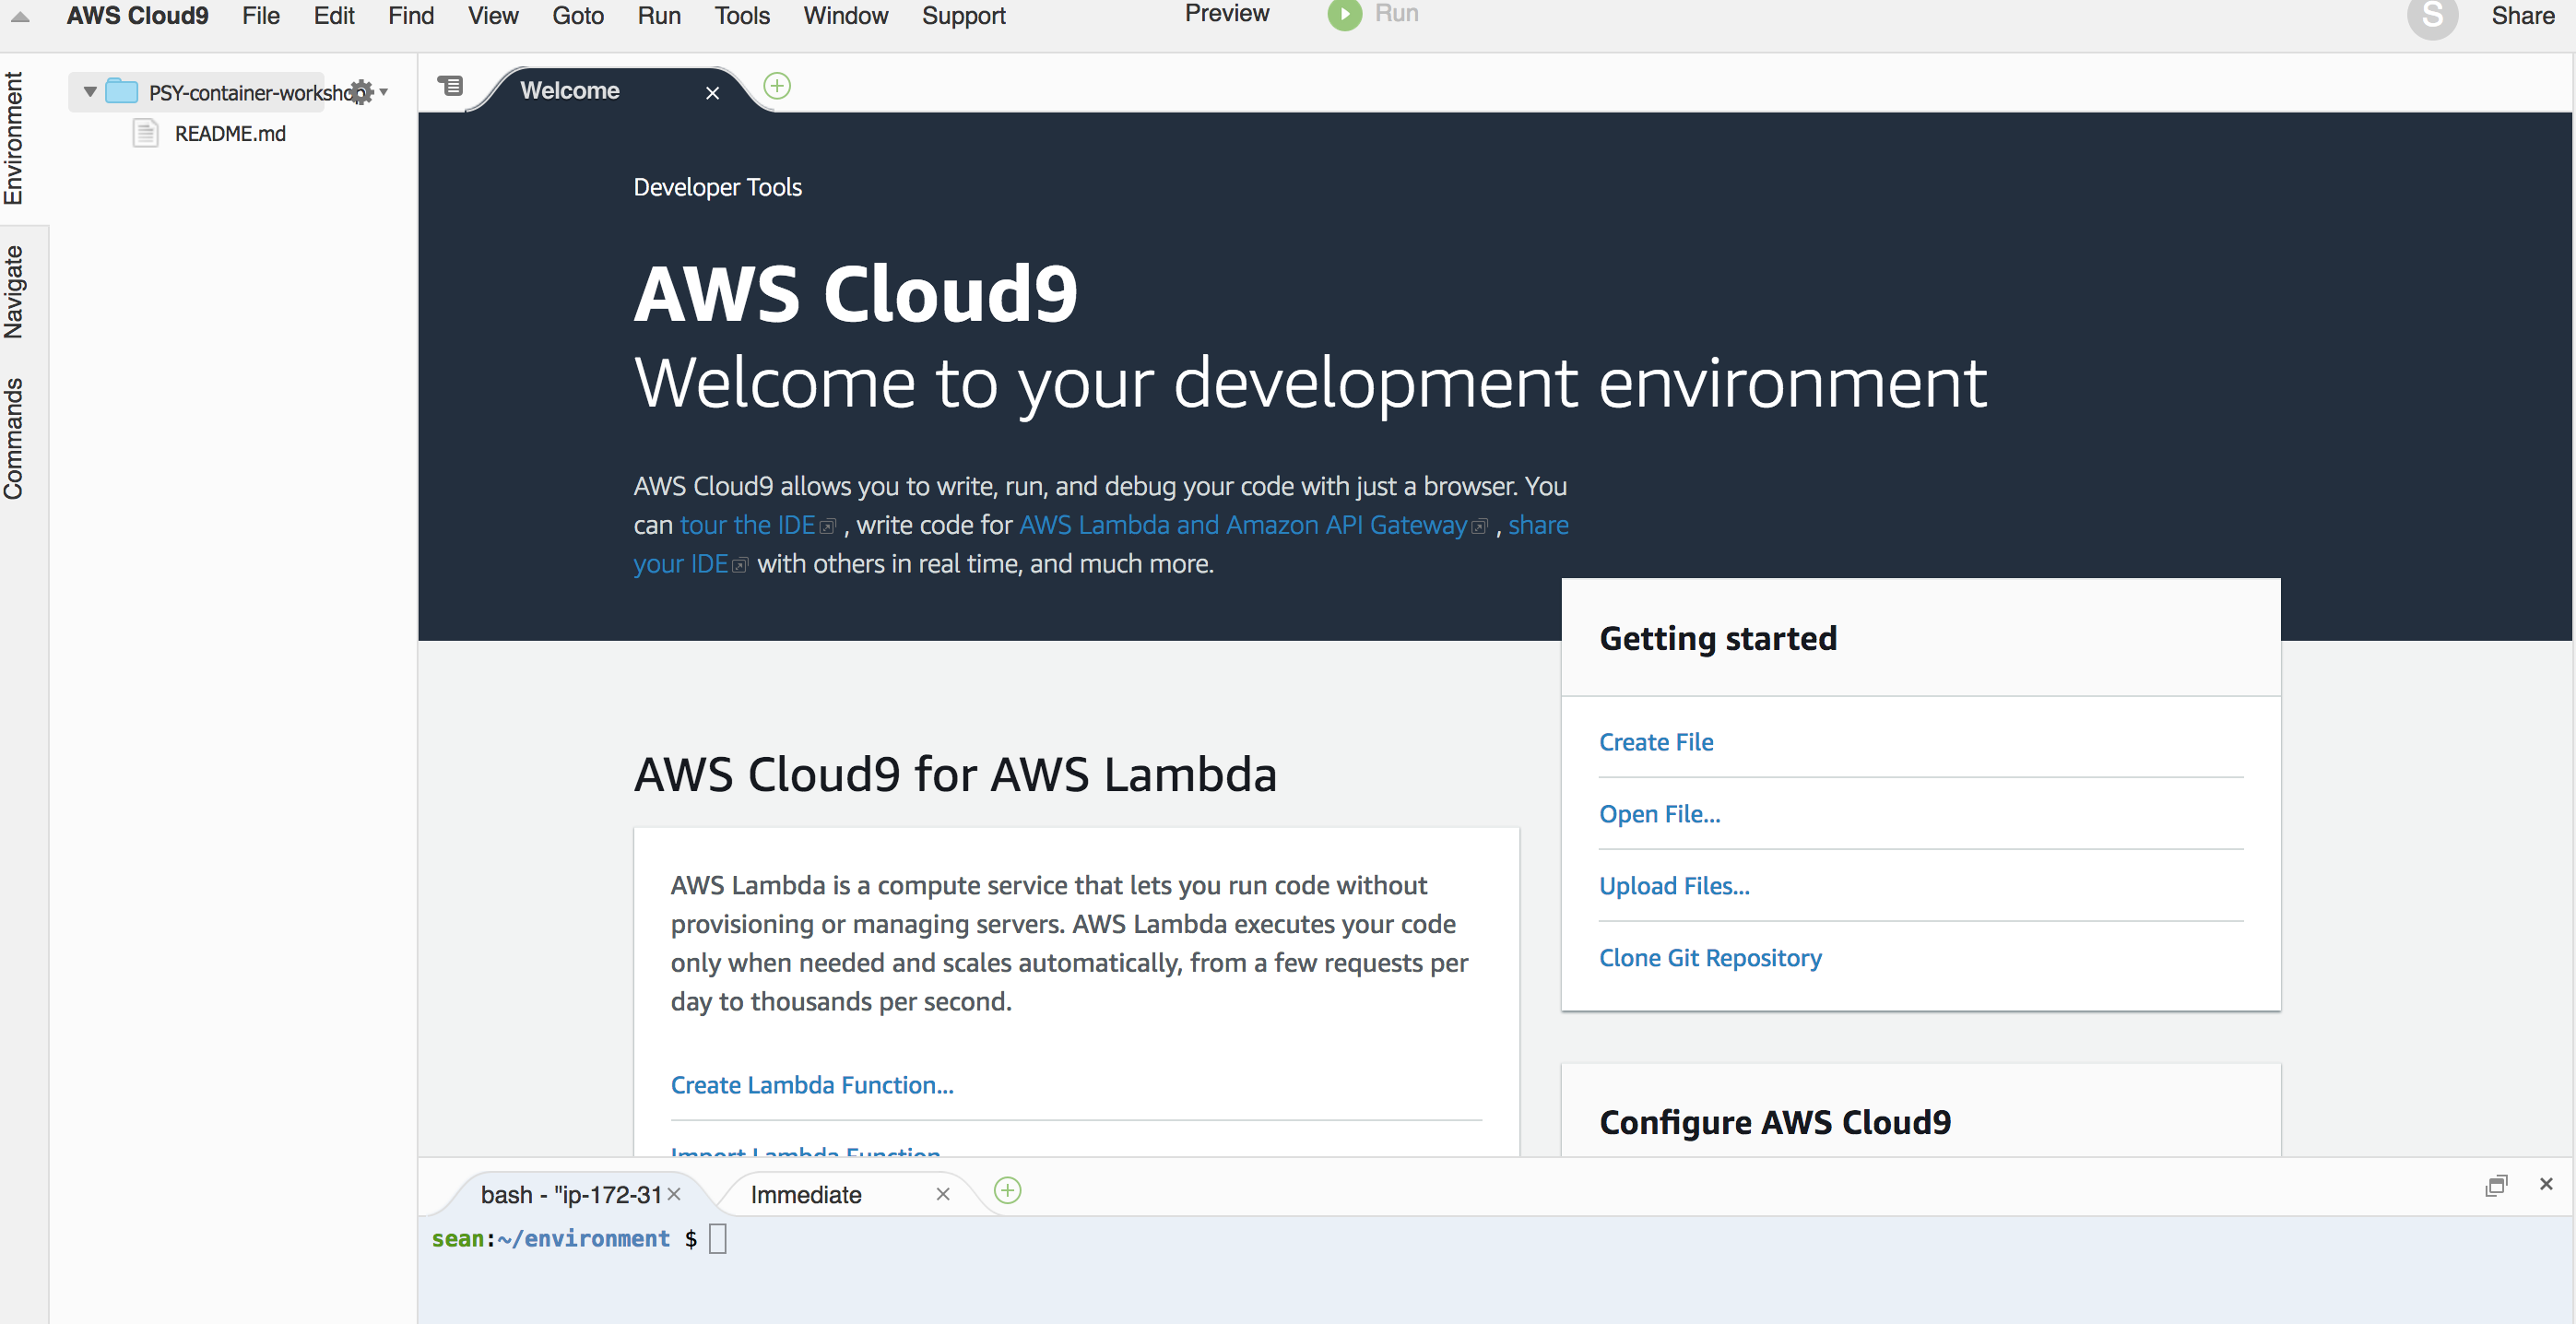 AWS Cloud9 File Edit Find View Goto Run Tools Window Support Preview Run S Share
Environment
Navigate
Commands
PSY-container-workshop
README.md
Welcome
Developer Tools
AWS Cloud9
Welcome to your development environment
AWS Cloud9 allows you to write, run, and debug your code with just a browser. You
can tour the IDE , write code for AWS Lambda and Amazon API Gateway , share
your IDE with others in real time, and much more.
Getting started
Create File
Open File...
Upload Files...
Clone Git Repository
AWS Cloud9 for AWS Lambda
AWS Lambda is a compute service that lets you run code without
provisioning or managing servers. AWS Lambda executes your code
only when needed and scales automatically, from a few requests per
day to thousands per second.
Create Lambda Function...
Import Lambda Function
Configure AWS Cloud9
bash - "ip-172-31 Immediate
sean:~/environment $